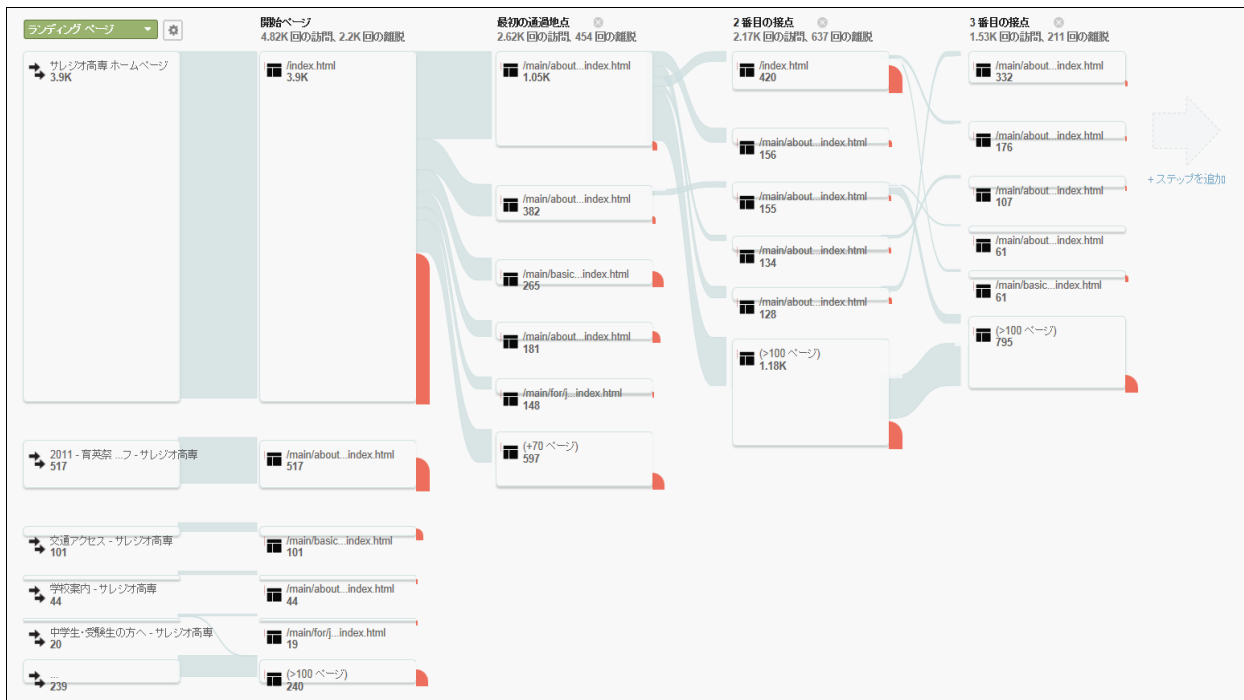 ランディング ページ
開始ページ
4.82K 回の訪問, 2.2K 回の離脱
最初の通過地点
2.62K 回の訪問, 454 回の離脱
2 番目の接点
2.17K 回の訪問, 637 回の離脱
3 番目の接点
1.53K 回の訪問, 211 回の離脱
サレジオ高専 ホームページ
3.9K
2011 - 育英祭 ...フ - サレジオ高専
517
交通アクセス - サレジオ高専
101
学校案内 - サレジオ高専
44
中学生・受験生の方へ - サレジオ高専
20
...
239
/index.html
3.9K
/main/about...index.html
517
/main/basic...index.html
101
/main/about...index.html
44
/main/for/j...index.html
19
(>100 ページ)
240
/main/about...index.html
1.05K
/main/about...index.html
382
/main/basic...index.html
265
/main/about...index.html
181
/main/for/j...index.html
148
(+70 ページ)
597
/index.html
420
/main/about...index.html
156
/main/about...index.html
155
/main/about...index.html
134
/main/about...index.html
128
(>100 ページ)
1.18K
/main/about...index.html
332
/main/about...index.html
176
/main/about...index.html
107
/main/about...index.html
61
/main/basic...index.html
61
(>100 ページ)
795
+ ステップを追加